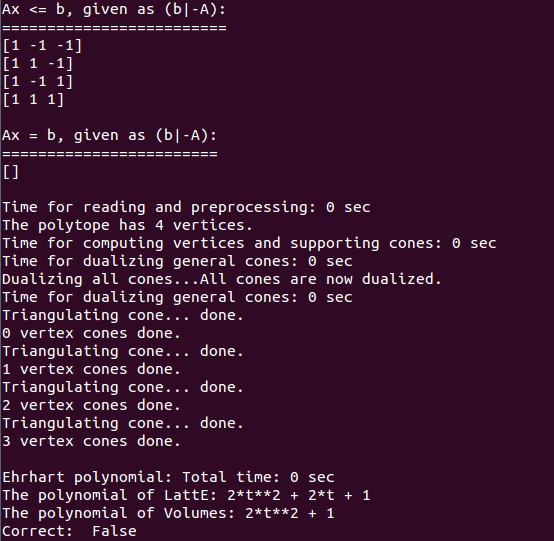 Ax <= b, given as (b|-A):
=========================
[1 -1 -1]
[1 1 -1]
[1 -1 1]
[1 1 1]

Ax = b, given as (b|-A):
========================
[]

Time for reading and preprocessing: 0 sec
The polytope has 4 vertices.
Time for computing vertices and supporting cones: 0 sec
Time for dualizing general cones: 0 sec
Dualizing all cones...All cones are now dualized.
Time for dualizing general cones: 0 sec
Triangulating cone... done.
0 vertex cones done.
Triangulating cone... done.
1 vertex cones done.
Triangulating cone... done.
2 vertex cones done.
Triangulating cone... done.
3 vertex cones done.

Ehrhart polynomial: Total time: 0 sec
The polynomial of LattE: 2*t**2 + 2*t + 1
The polynomial of Volumes: 2*t**2 + 1
Correct:  False